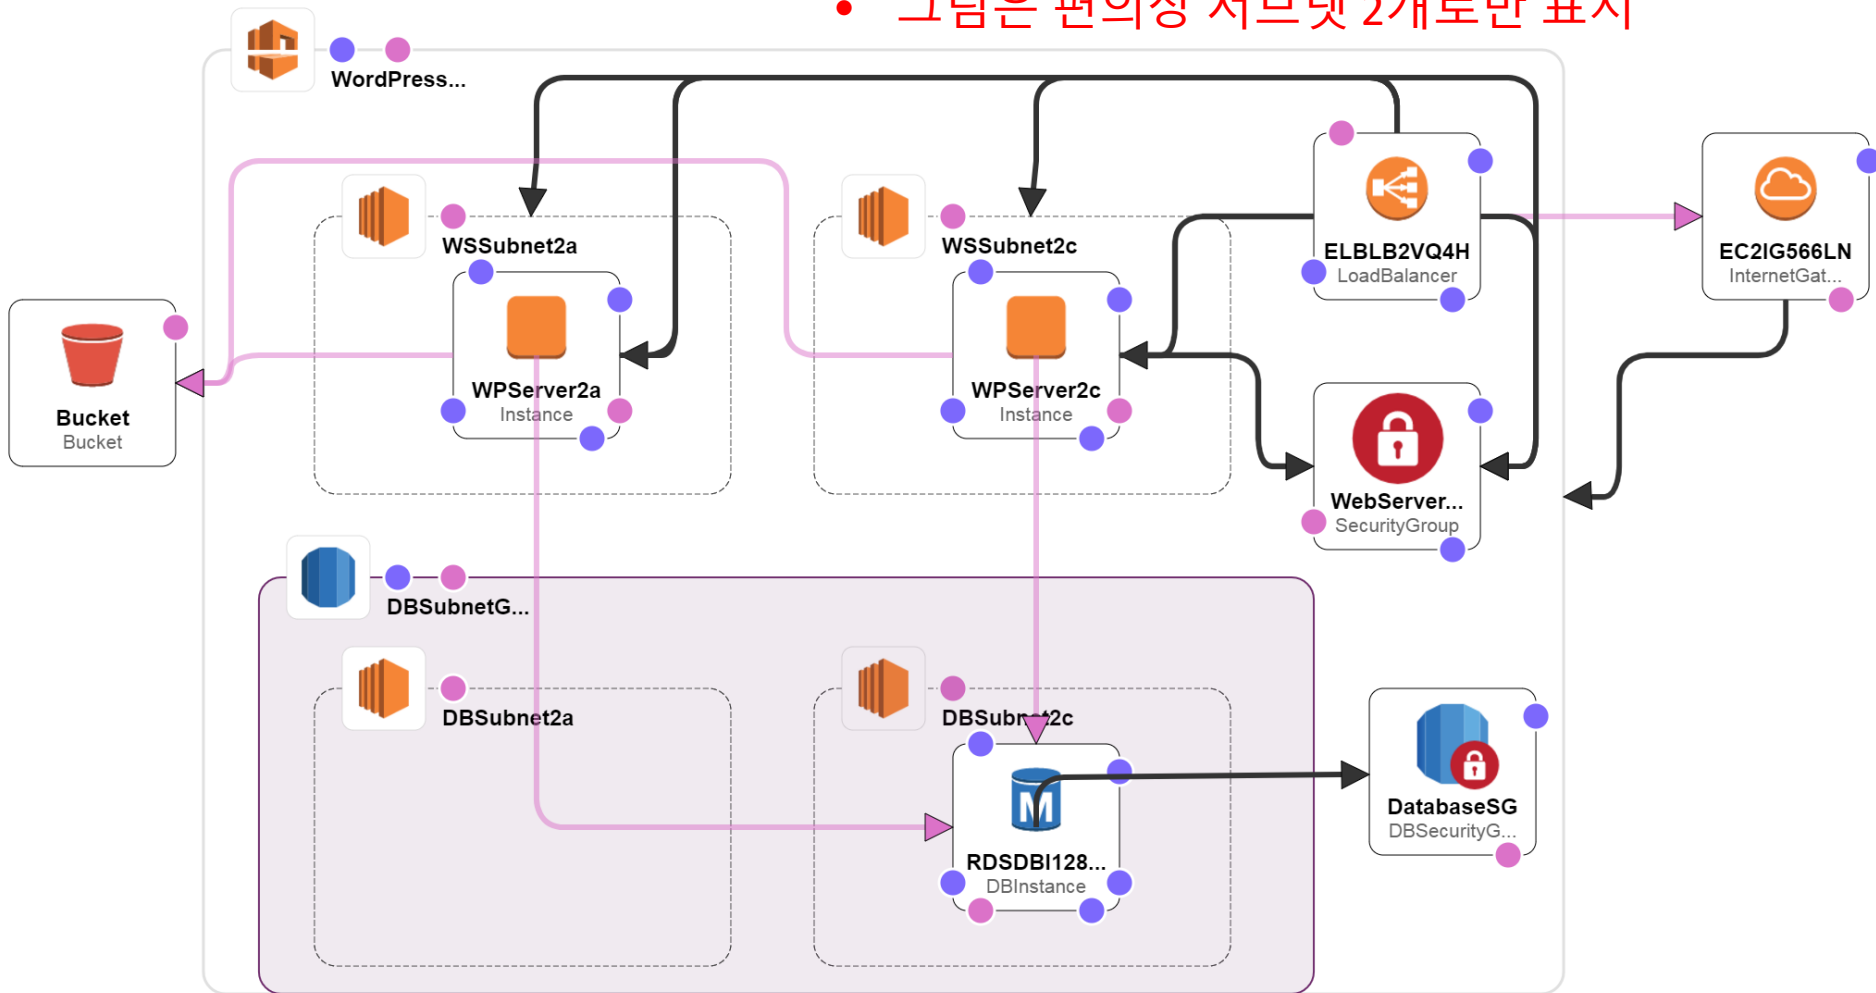 • 그림은 편의상 서브넷 2개로만 표시
WordPress...
WSSubnet2a
WSSubnet2c
ELBLB2VQ4H
LoadBalancer
EC2IG566LN
InternetGat...
WPServer2a
Instance
WPServer2c
Instance
Bucket
Bucket
WebServer...
SecurityGroup
DBSubnetG...
DBSubnet2a
DBSubnet2c
M
RDSDBI128...
DBInstance
DatabaseSG
DBSecurityG...